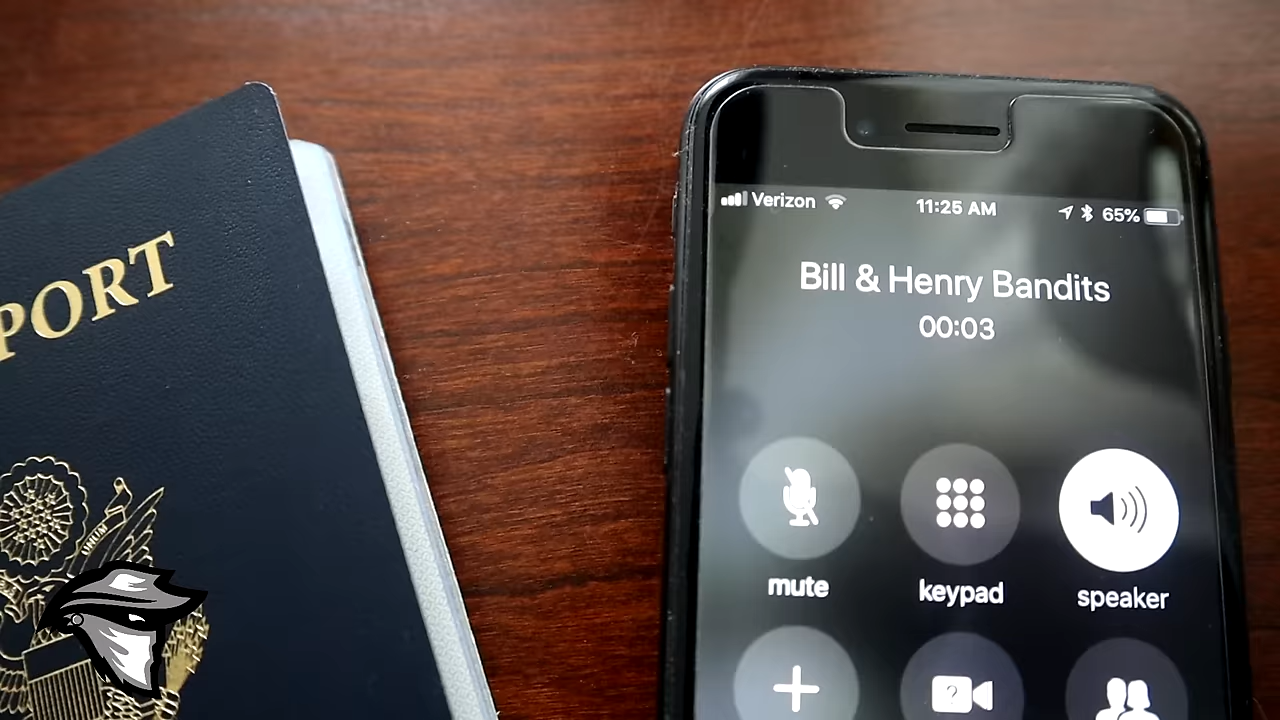 PORT
Verizon
11:25 AM
65%
Bill & Henry Bandits
00:03
mute
keypad
speaker
?